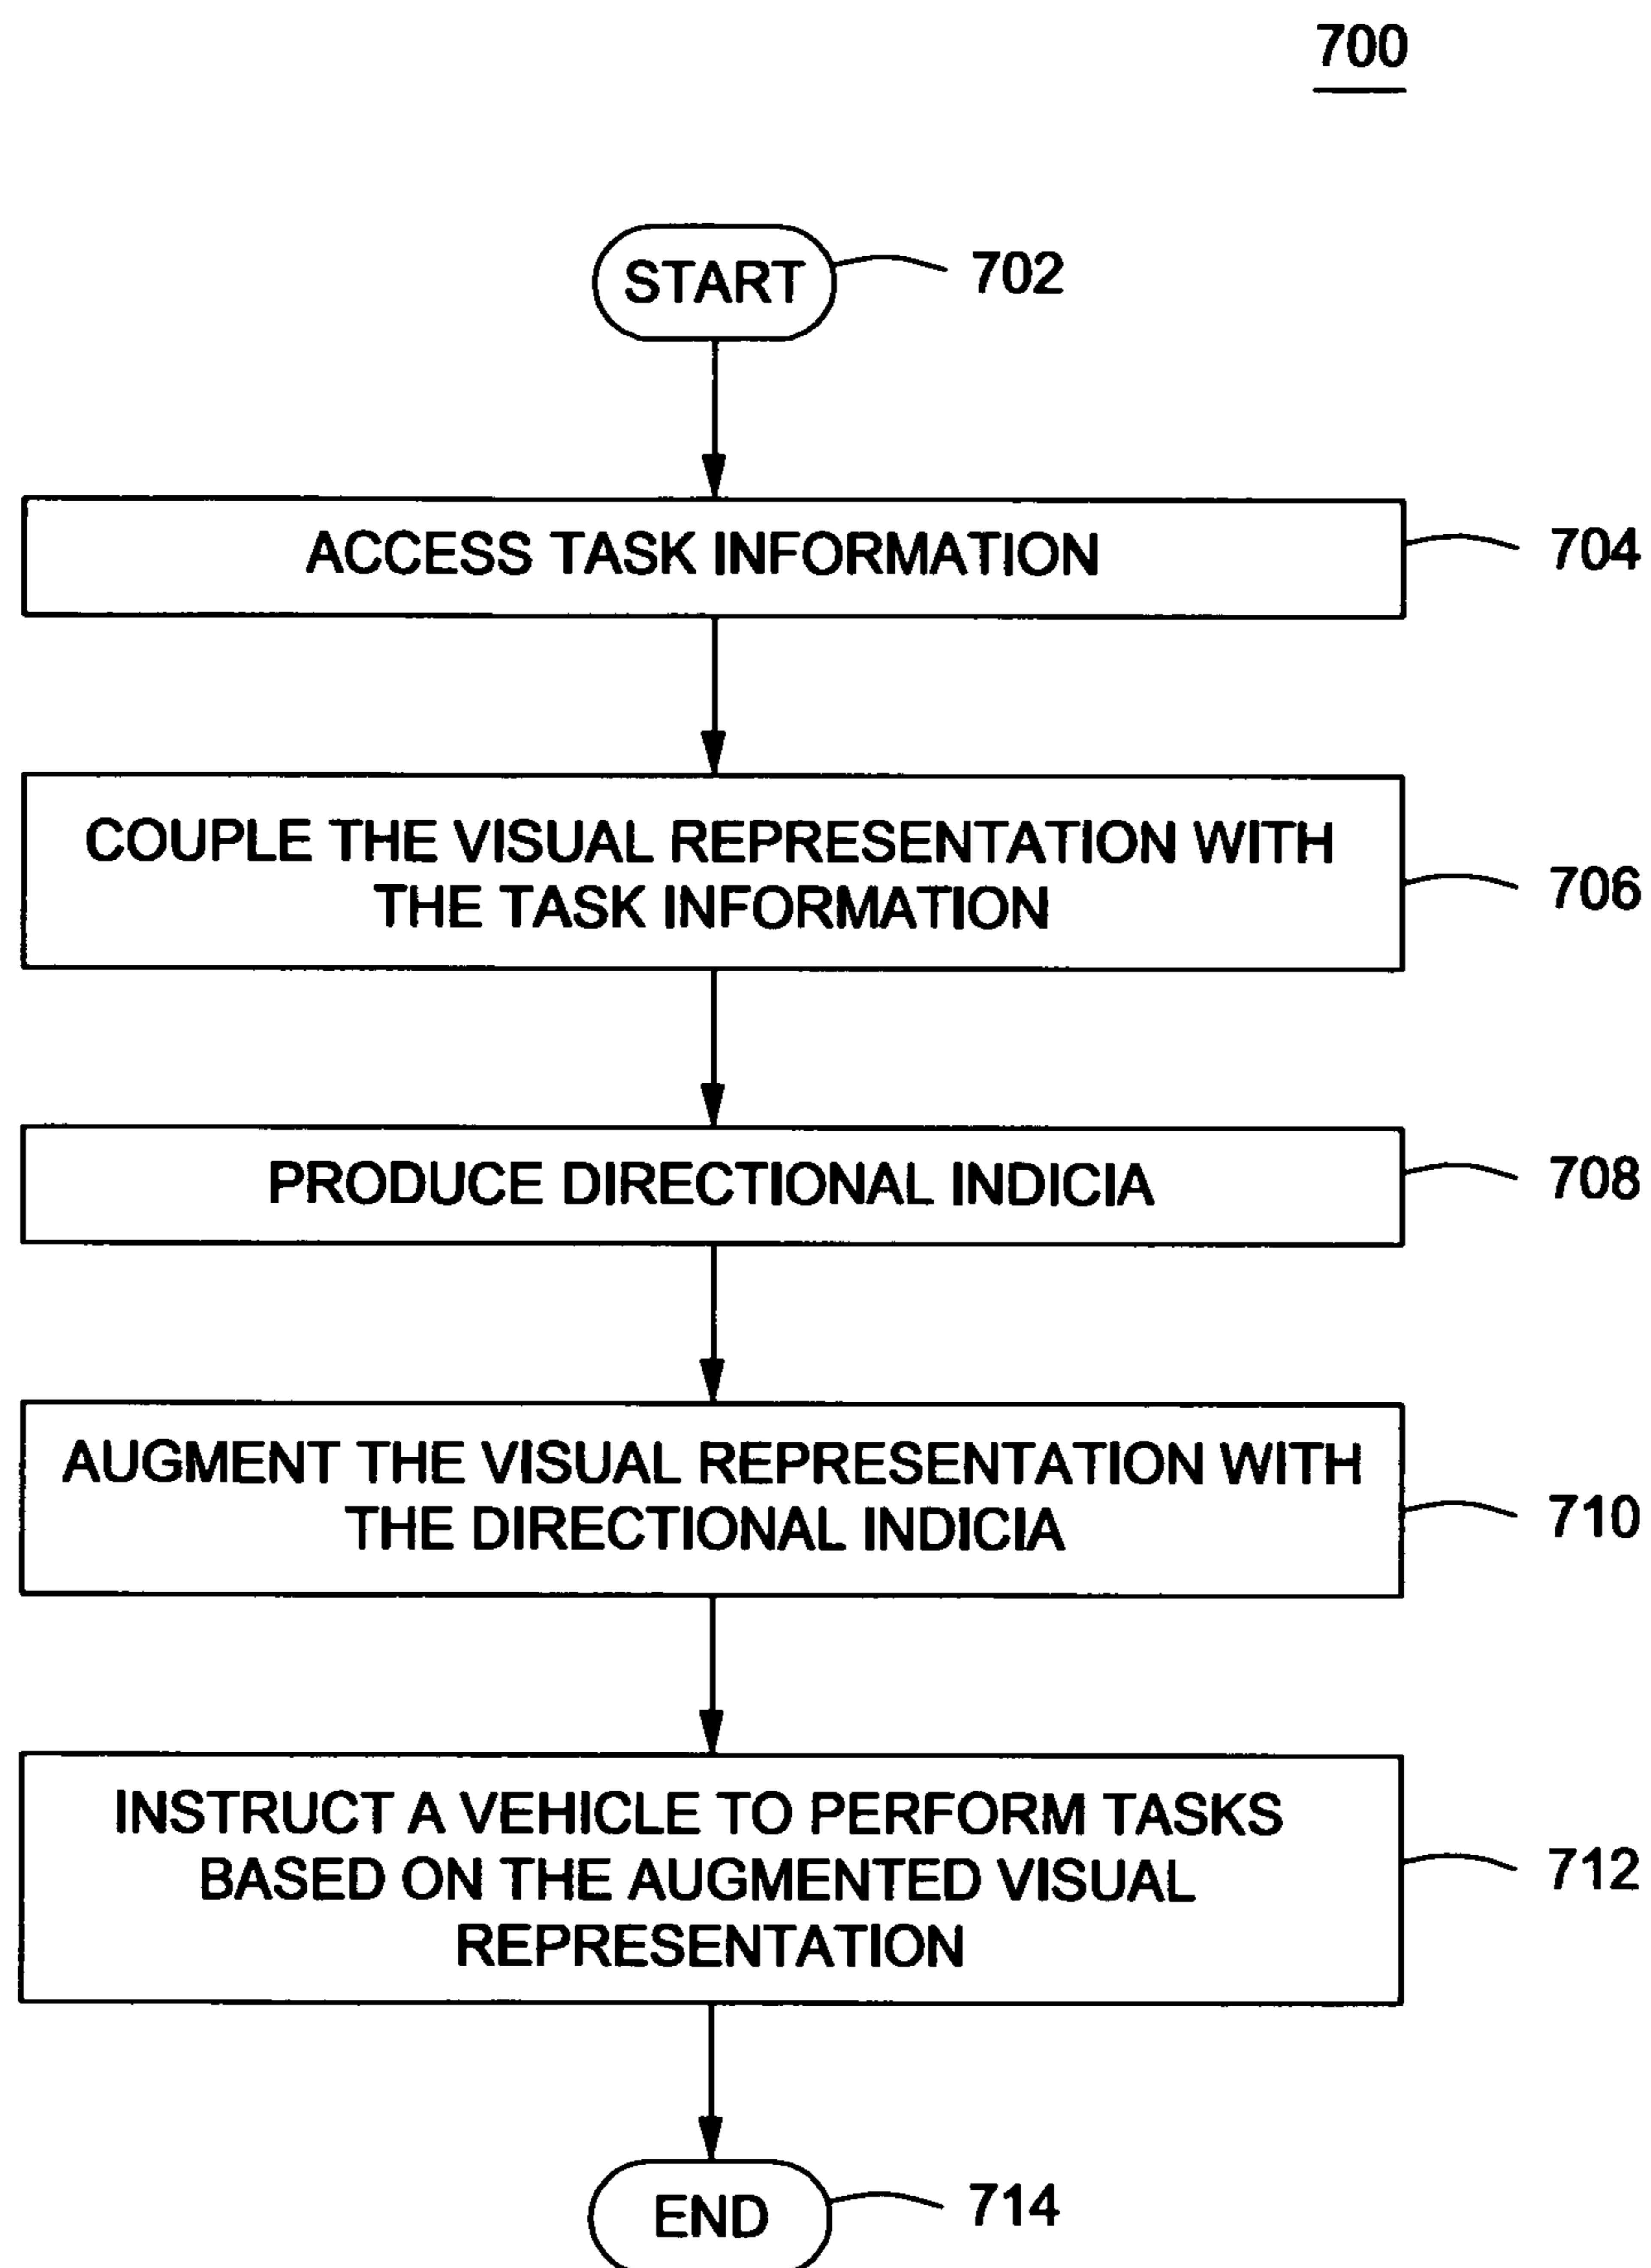 700
START
702
ACCESS TASK INFORMATION
704
COUPLE THE VISUAL REPRESENTATION WITH
THE TASK INFORMATION
706
PRODUCE DIRECTIONAL INDICIA
708
AUGMENT THE VISUAL REPRESENTATION WITH
THE DIRECTIONAL INDICIA
710
INSTRUCT A VEHICLE TO PERFORM TASKS
BASED ON THE AUGMENTED VISUAL
REPRESENTATION
712
END
714